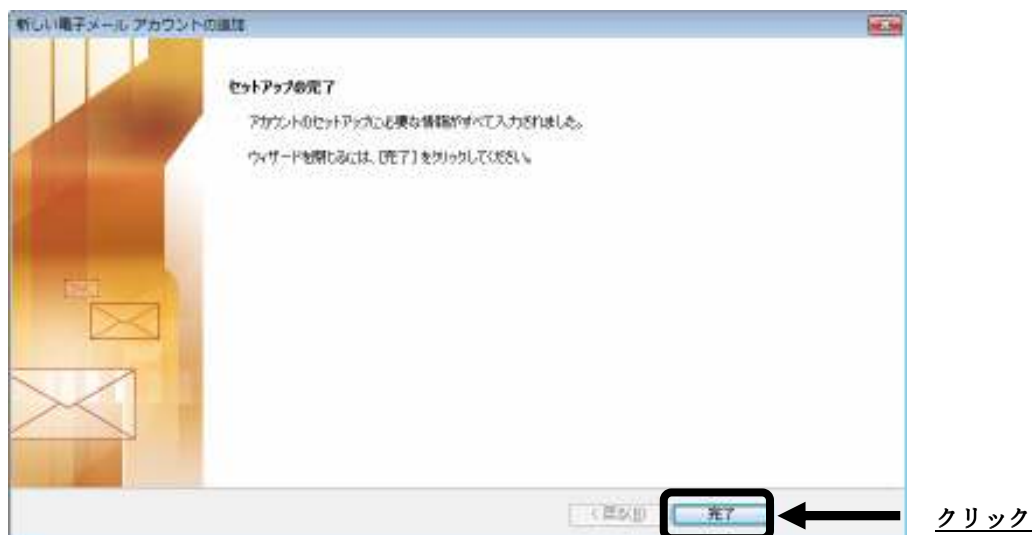 新しい電子メール アカウントの追加
セットアップの完了
アカウントのセットアップに必要な情報がすべて入力されました。
ウィザードを閉じるには、[完了] をクリックしてください。
< 戻る(B)
完了
クリック